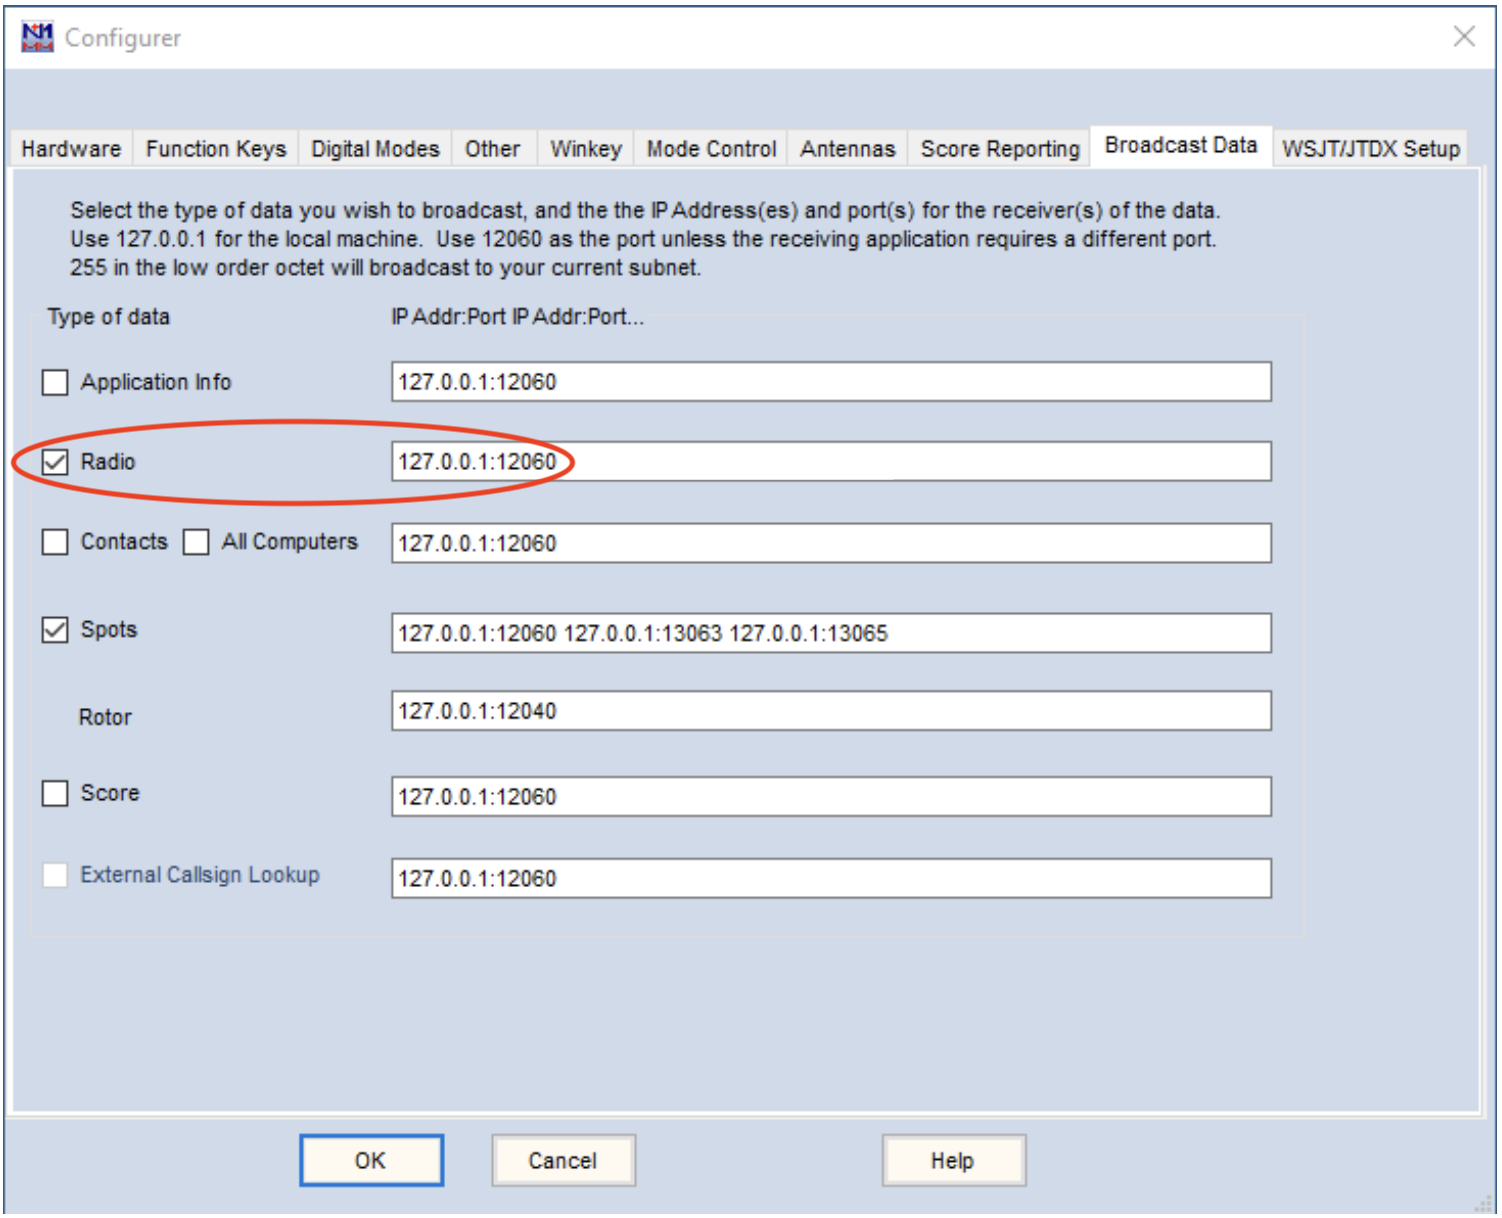 Configurer
Hardware Function Keys Digital Modes Other Winkey Mode Control Antennas Score Reporting Broadcast Data WSJT/JTDX Setup
Select the type of data you wish to broadcast, and the the IP Address(es) and port(s) for the receiver(s) of the data.
Use 127.0.0.1 for the local machine. Use 12060 as the port unless the receiving application requires a different port.
255 in the low order octet will broadcast to your current subnet.
Type of data IP Addr:Port IP Addr:Port...
Application Info 127.0.0.1:12060
Radio 127.0.0.1:12060
Contacts All Computers 127.0.0.1:12060
Spots 127.0.0.1:12060 127.0.0.1:13063 127.0.0.1:13065
Rotor 127.0.0.1:12040
Score 127.0.0.1:12060
External Callsign Lookup 127.0.0.1:12060
OK Cancel Help